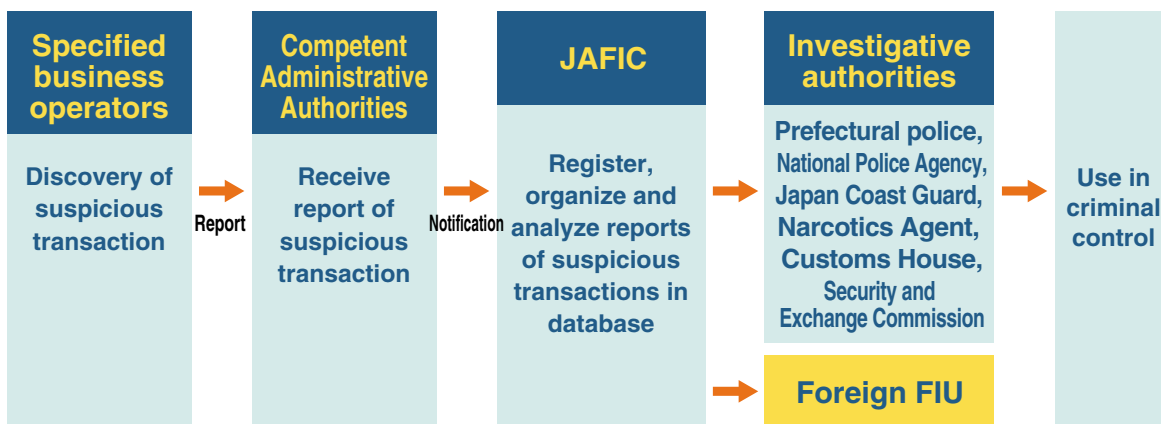 Specified
business
operators
Discovery of
suspicious
transaction
Report
Competent
Administrative
Authorities
Receive
report of
suspicious
transaction
Notification
JAFIC
Register,
organize and
analyze reports
of suspicious
transactions in
database
Investigative
authorities
Prefectural police,
National Police Agency,
Japan Coast Guard,
Narcotics Agent,
Customs House,
Security and
Exchange Commission
Foreign FIU
Use in
criminal
control